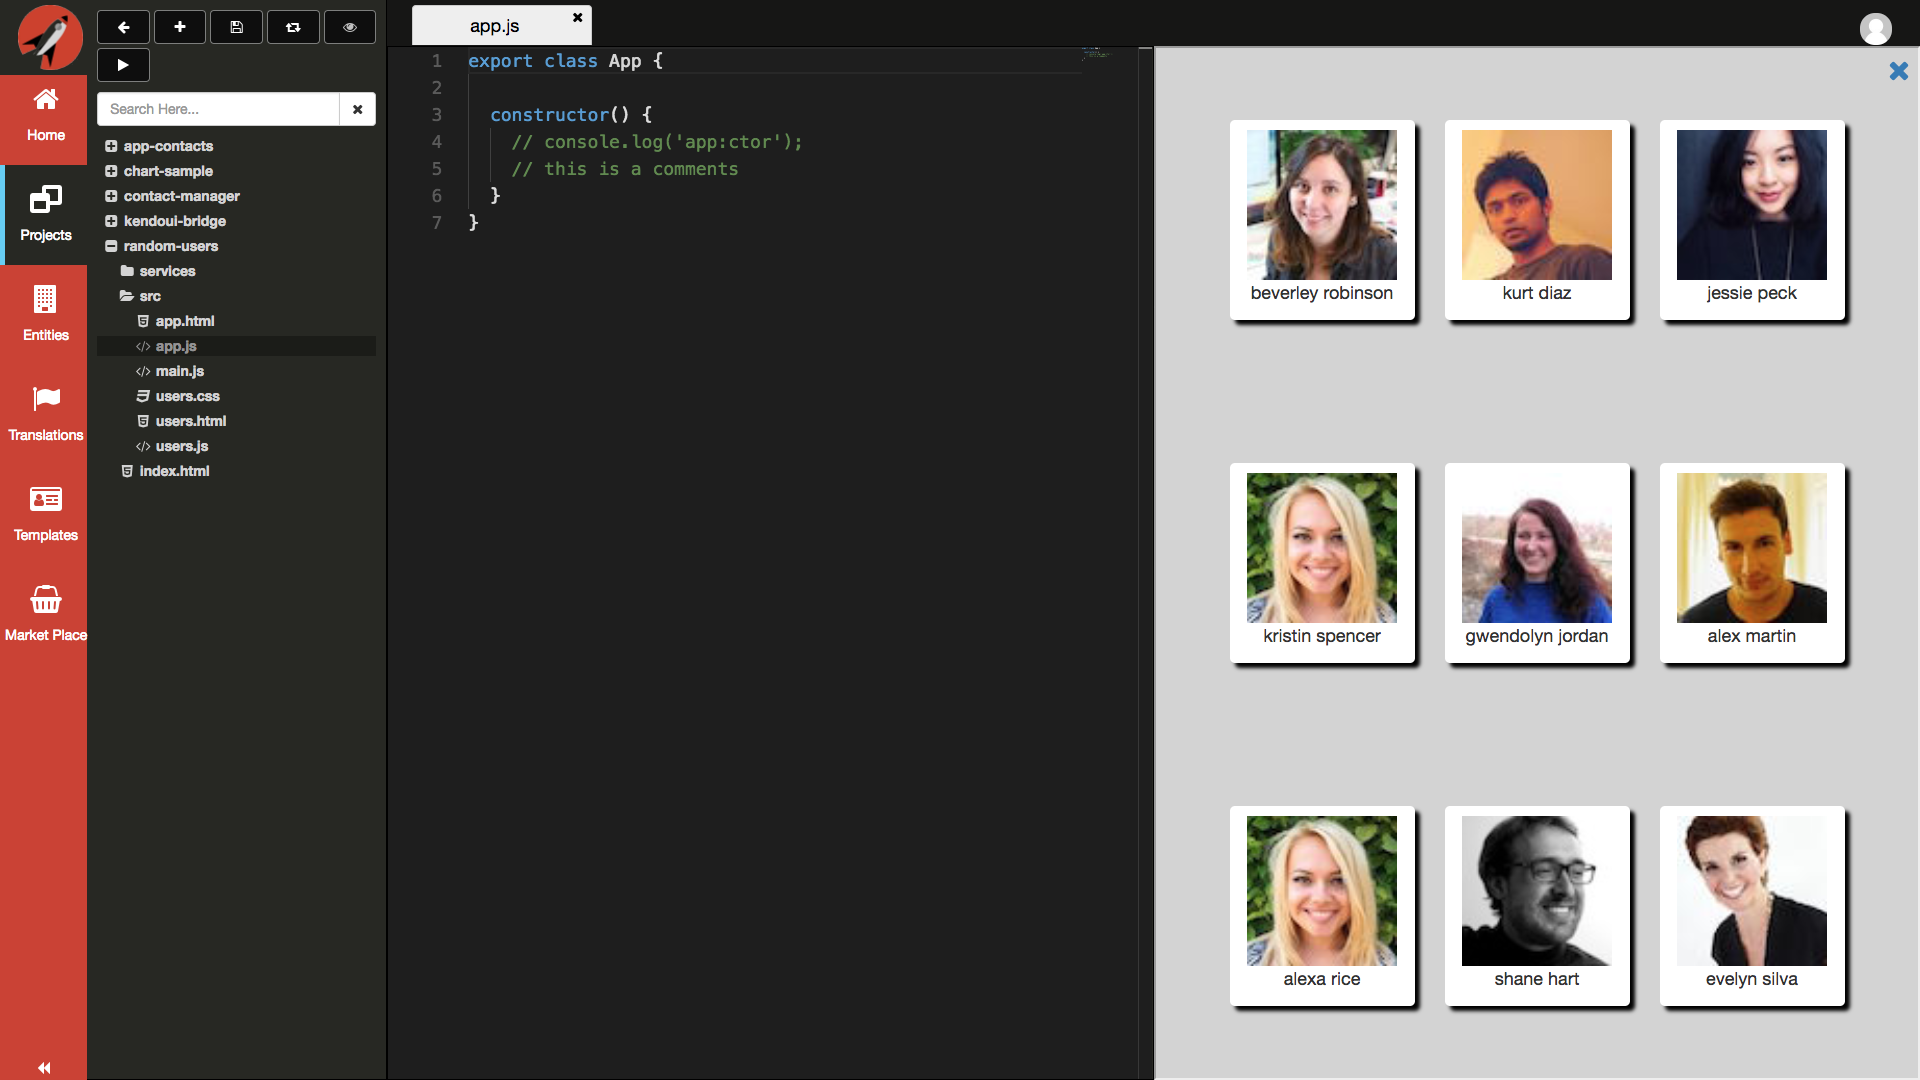 Home
Projects
Entities
Translations
Templates
Market Place
Search Here...
app-contacts
chart-sample
contact-manager
kendoui-bridge
random-users
services
src
app.html
</> app.js
</> main.js
users.css
users.html
</> users.js
index.html
app.js
1 export class App {
2
3 constructor() {
4 // console.log('app:ctor');
5 // this is a comments
6 }
7 }
beverley robinson
kurt diaz
jessie peck
kristin spencer
gwendolyn jordan
alex martin
alexa rice
shane hart
evelyn silva